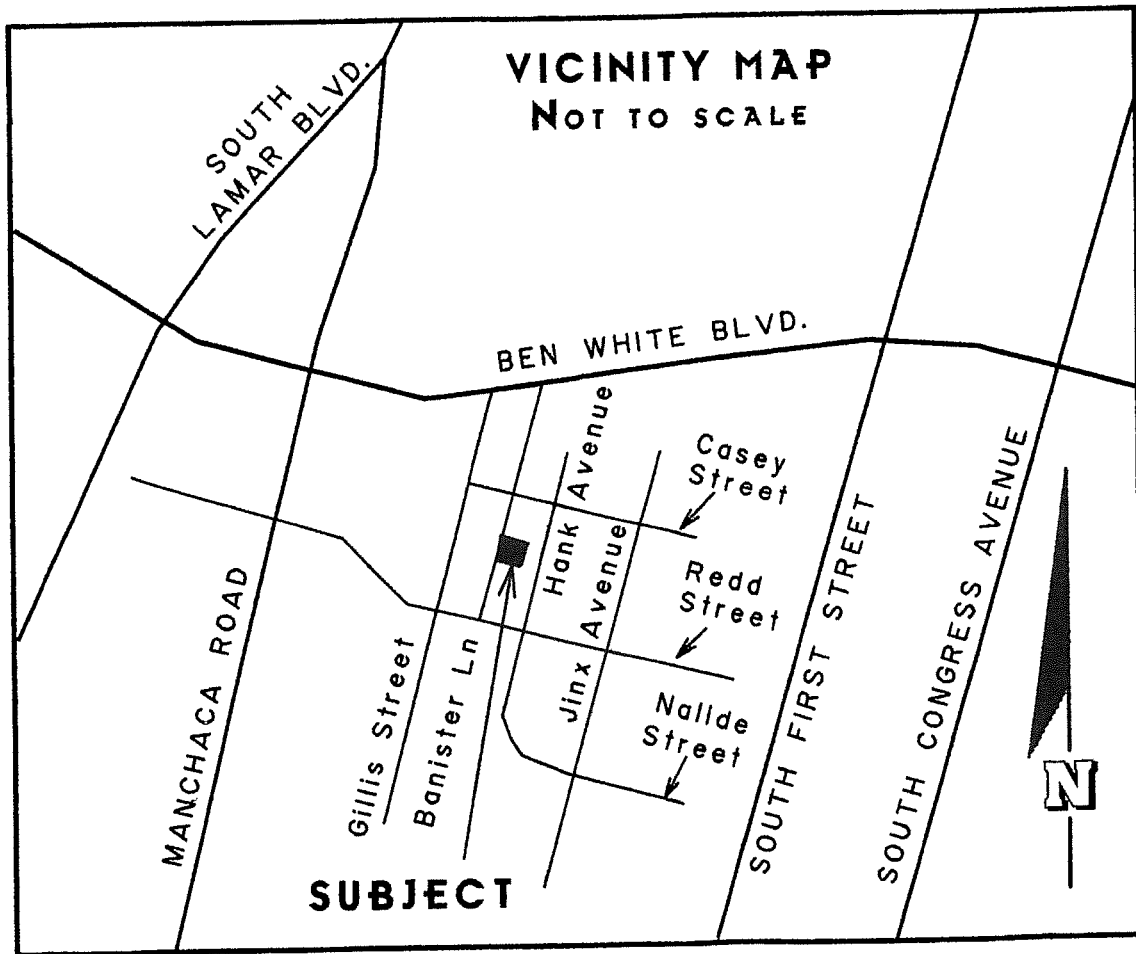 VICINITY MAP
NOT TO SCALE
SOUTH
LAMAR BLVD.
BEN WHITE BLVD.
Casey
Street
Hank Avenue
Jinx Avenue
Redd
Street
Nallde
Street
Gillis Street
Banister Ln
MANCHACA ROAD
SOUTH FIRST STREET
SOUTH CONGRESS AVENUE
SUBJECT
N